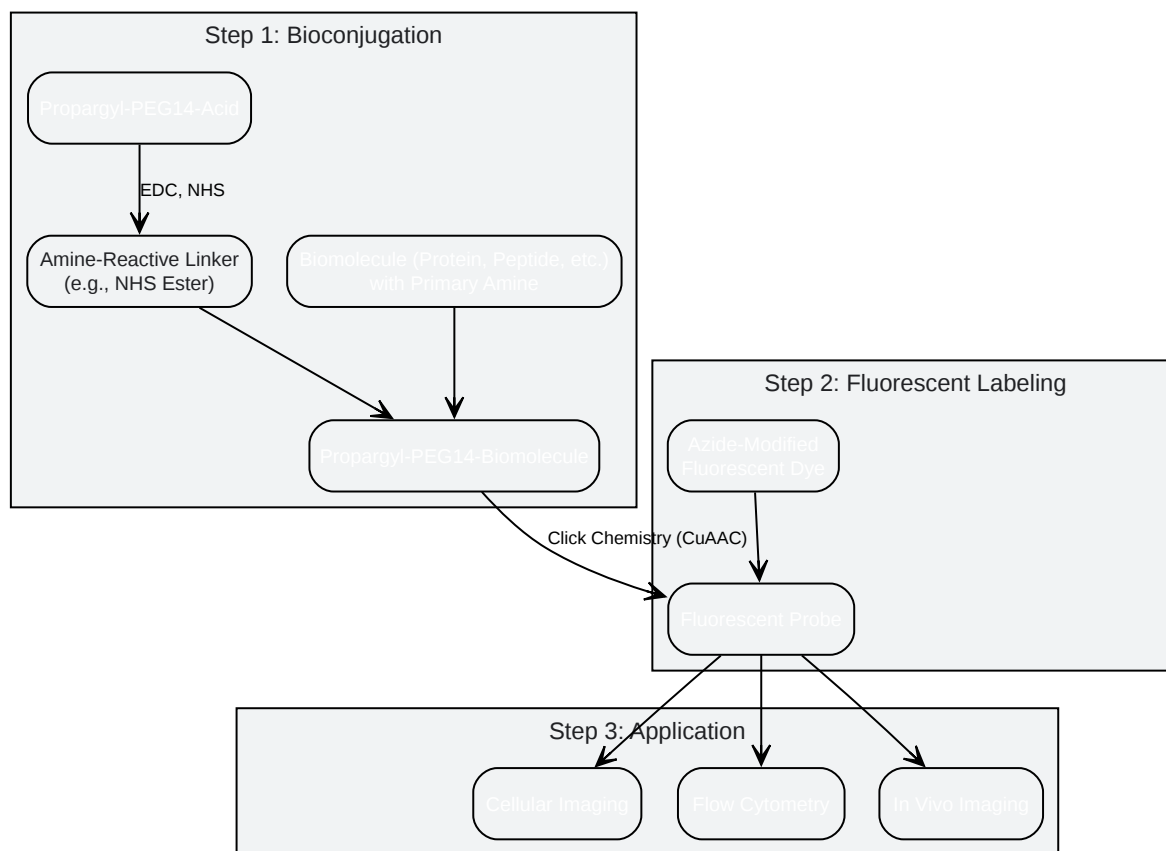 Step 1: Bioconjugation
Propargyl-PEG14-Acid
EDC, NHS
Amine-Reactive Linker
(e.g., NHS Ester)
Biomolecule (Protein, Peptide, etc.)
with Primary Amine
Propargyl-PEG14-Biomolecule
Step 2: Fluorescent Labeling
Azide-Modified
Fluorescent Dye
Click Chemistry (CuAAC)
Fluorescent Probe
Step 3: Application
Cellular Imaging
Flow Cytometry
In Vivo Imaging